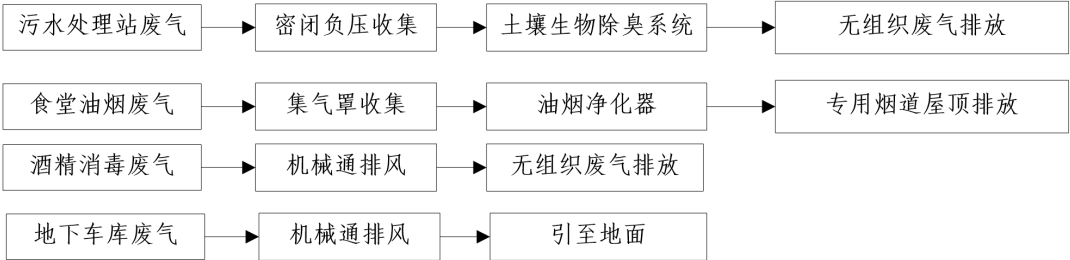 污水处理站废气 密闭负压收集 土壤生物除臭系统 无组织废气排放
食堂油烟废气 集气罩收集 油烟净化器 专用烟道屋顶排放
酒精消毒废气 机械通排风 无组织废气排放
地下车库废气 机械通排风 引至地面